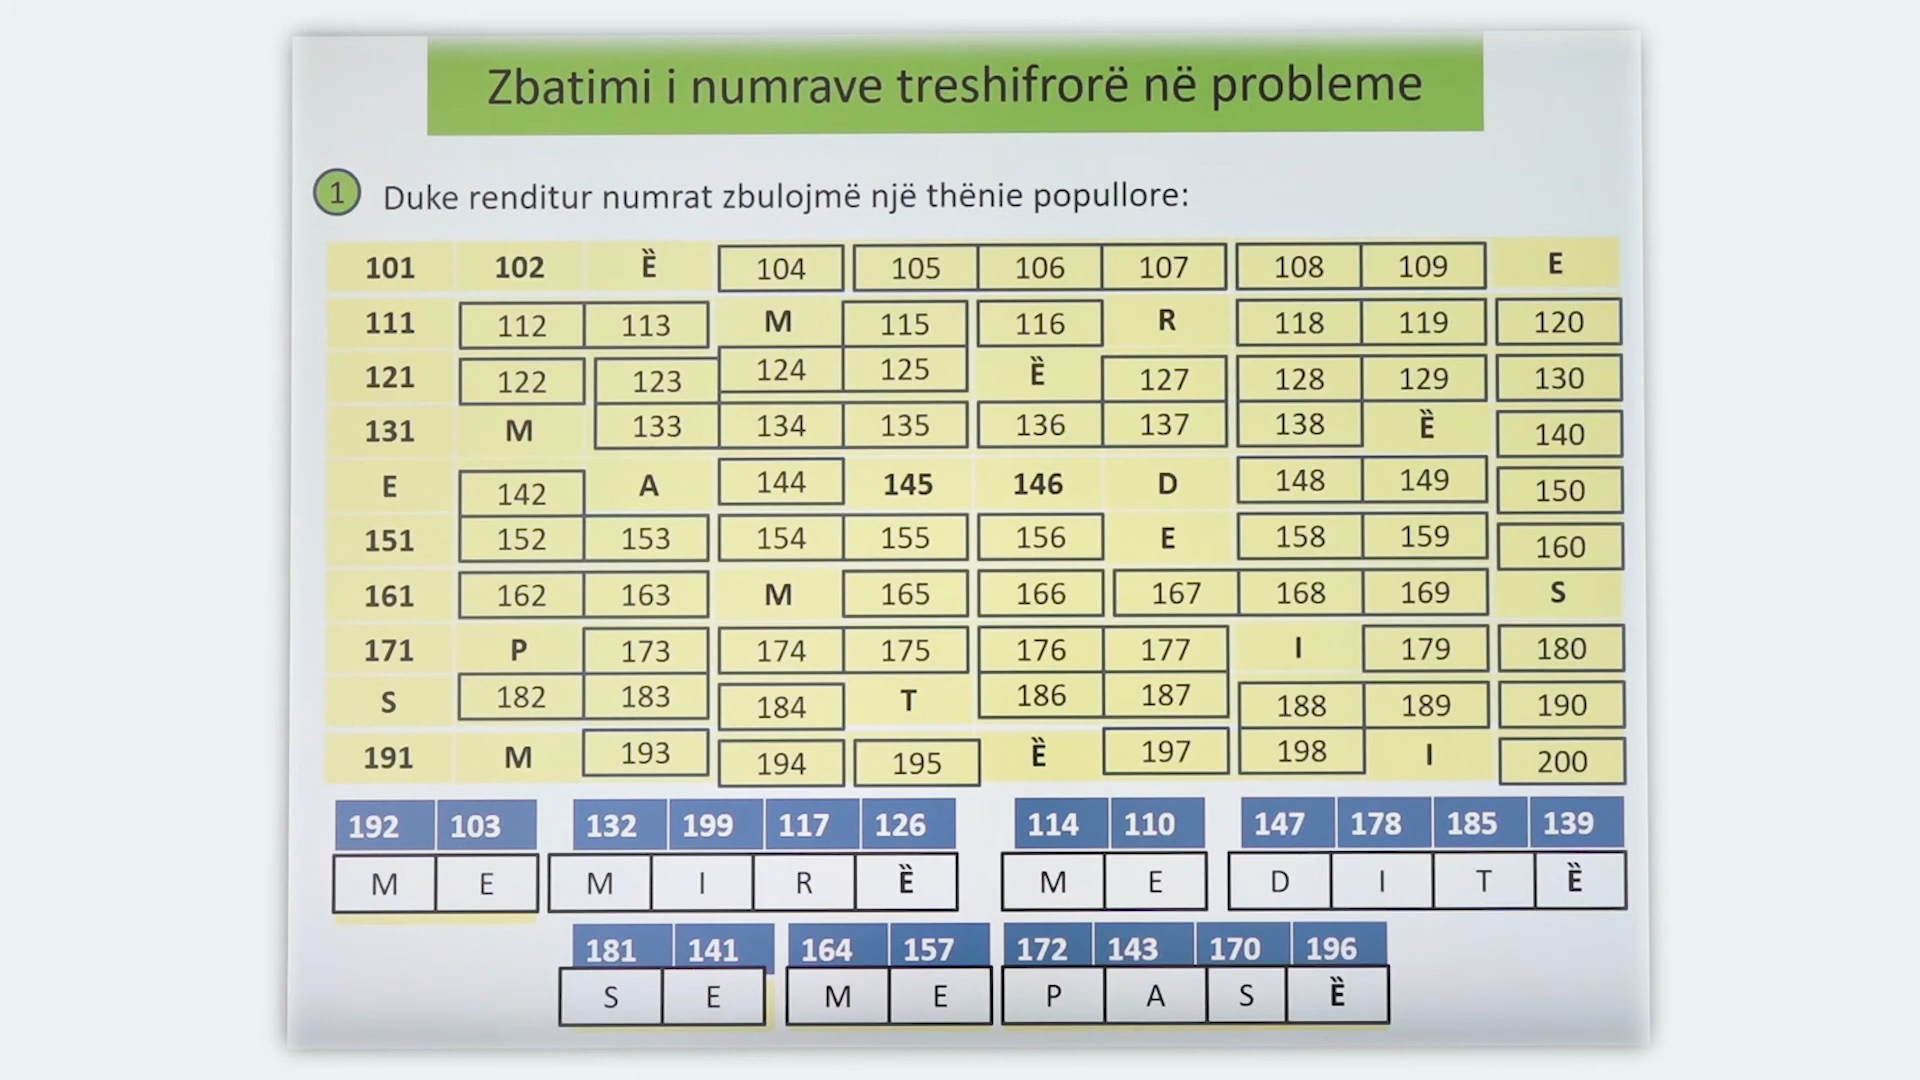 Zbatimi i numrave treshifrorë në probleme
1 Duke renditur numrat zbulojmë një thënie popullore:
101 102 Ë 104 105 106 107 108 109 E
111 112 113 M 115 116 R 118 119 120
121 122 123 124 125 Ë 127 128 129 130
131 M 133 134 135 136 137 138 Ë 140
E 142 A 144 145 146 D 148 149 150
151 152 153 154 155 156 E 158 159 160
161 162 163 M 165 166 167 168 169 S
171 P 173 174 175 176 177 I 179 180
S 182 183 184 T 186 187 188 189 190
191 M 193 194 195 Ë 197 198 I 200
192 103 132 199 117 126 114 110 147 178 185 139
M E M I R Ë M E D I T Ë
181 141 164 157 172 143 170 196
S E M E P A S Ë